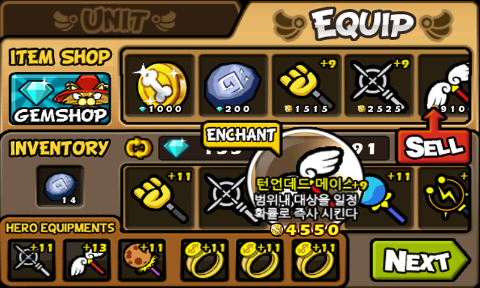 UNIT
EQUIP
ITEM SHOP
GEMSHOP
1000
200
+9
1515
+9
2525
910
ENCHANT
SELL
INVENTORY
91
14
+11
+11
+11
+11
턴언데드 메이스+9
범위내 대상을 일정
확률로 즉사 시킨다
4550
HERO EQUIPMENTS
+11
+13
+11
+11
+11
+11
NEXT